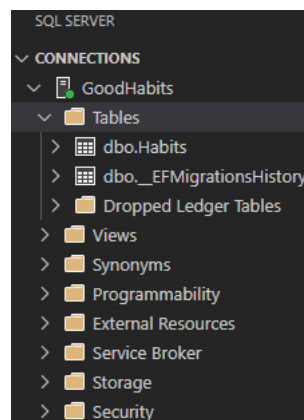 SQL SERVER
CONNECTIONS
GoodHabits
Tables
dbo.Habits
dbo.__EFMigrationsHistory
Dropped Ledger Tables
Views
Synonyms
Programmability
External Resources
Service Broker
Storage
Security